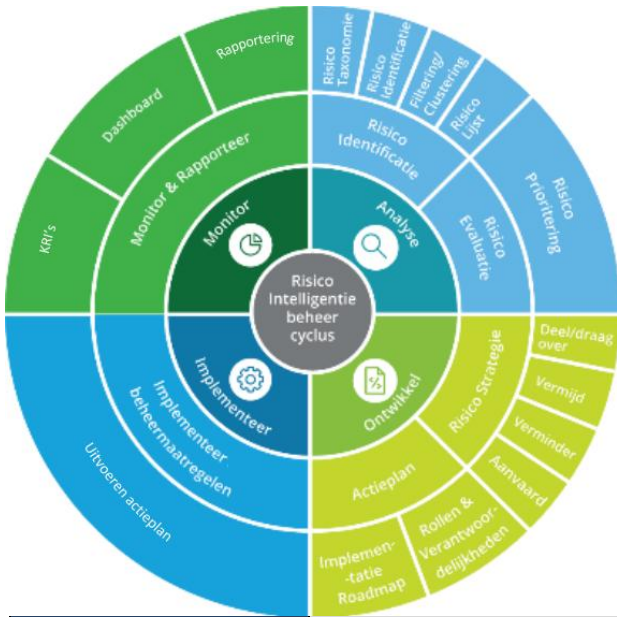 Risico
Intelligentie
beheer
cyclus
Analyse
Risico
Identificatie
Risico
Taxonomie
Risico
Identificatie
Filtering/
Clustering
Risico
Lijst
Risico
Evaluatie
Risico
Prioritering
Ontwikkel
Risico Strategie
Deel/draag
over
Vermijd
Verminder
Aanvaard
Actieplan
Rollen &
Verantwoor-
delijkheden
Implemen-
-tatie
Roadmap
Implementeer
Implementeer
beheermaatregelen
Uitvoeren actieplan
Monitor
Monitor & Rapporteer
KRI's
Dashboard
Rapportering